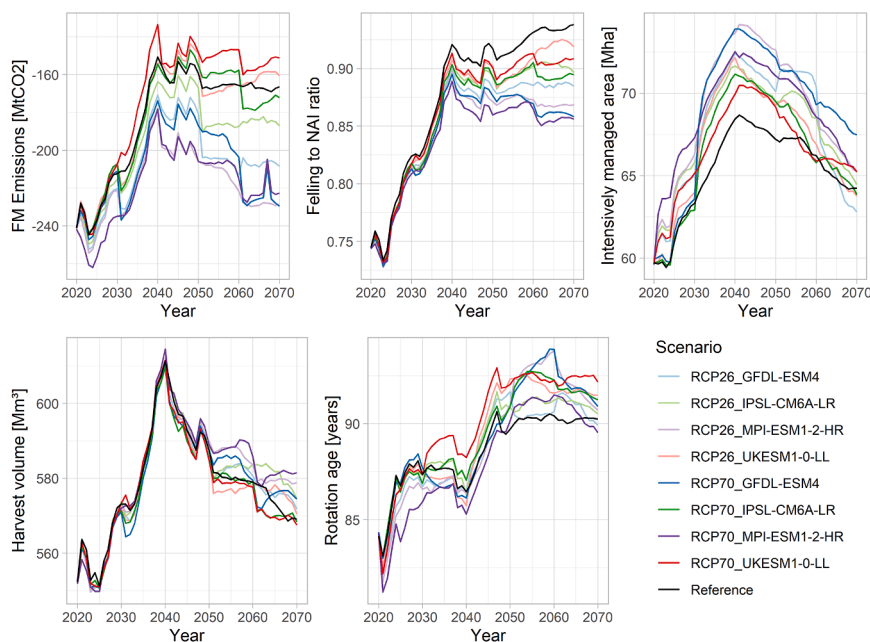 FM Emissions [MtCO2]
-160
-200
-240
2020 2030 2040 2050 2060 2070
Year
Felling to NAI ratio
0.90
0.85
0.80
0.75
2020 2030 2040 2050 2060 2070
Year
Intensively managed area (Mha)
70
65
60
2020 2030 2040 2050 2060 2070
Year
Harvest volume [Mm³]
600
580
560
2020 2030 2040 2050 2060 2070
Year
Rotation age [years]
90
85
2020 2030 2040 2050 2060 2070
Year
Scenario
RCP26_GFDL-ESM4
RCP26_IPSL-CM6A-LR
RCP26_MPI-ESM1-2-HR
RCP26_UKESM1-0-LL
RCP70_GFDL-ESM4
RCP70_IPSL-CM6A-LR
RCP70_MPI-ESM1-2-HR
RCP70_UKESM1-0-LL
Reference